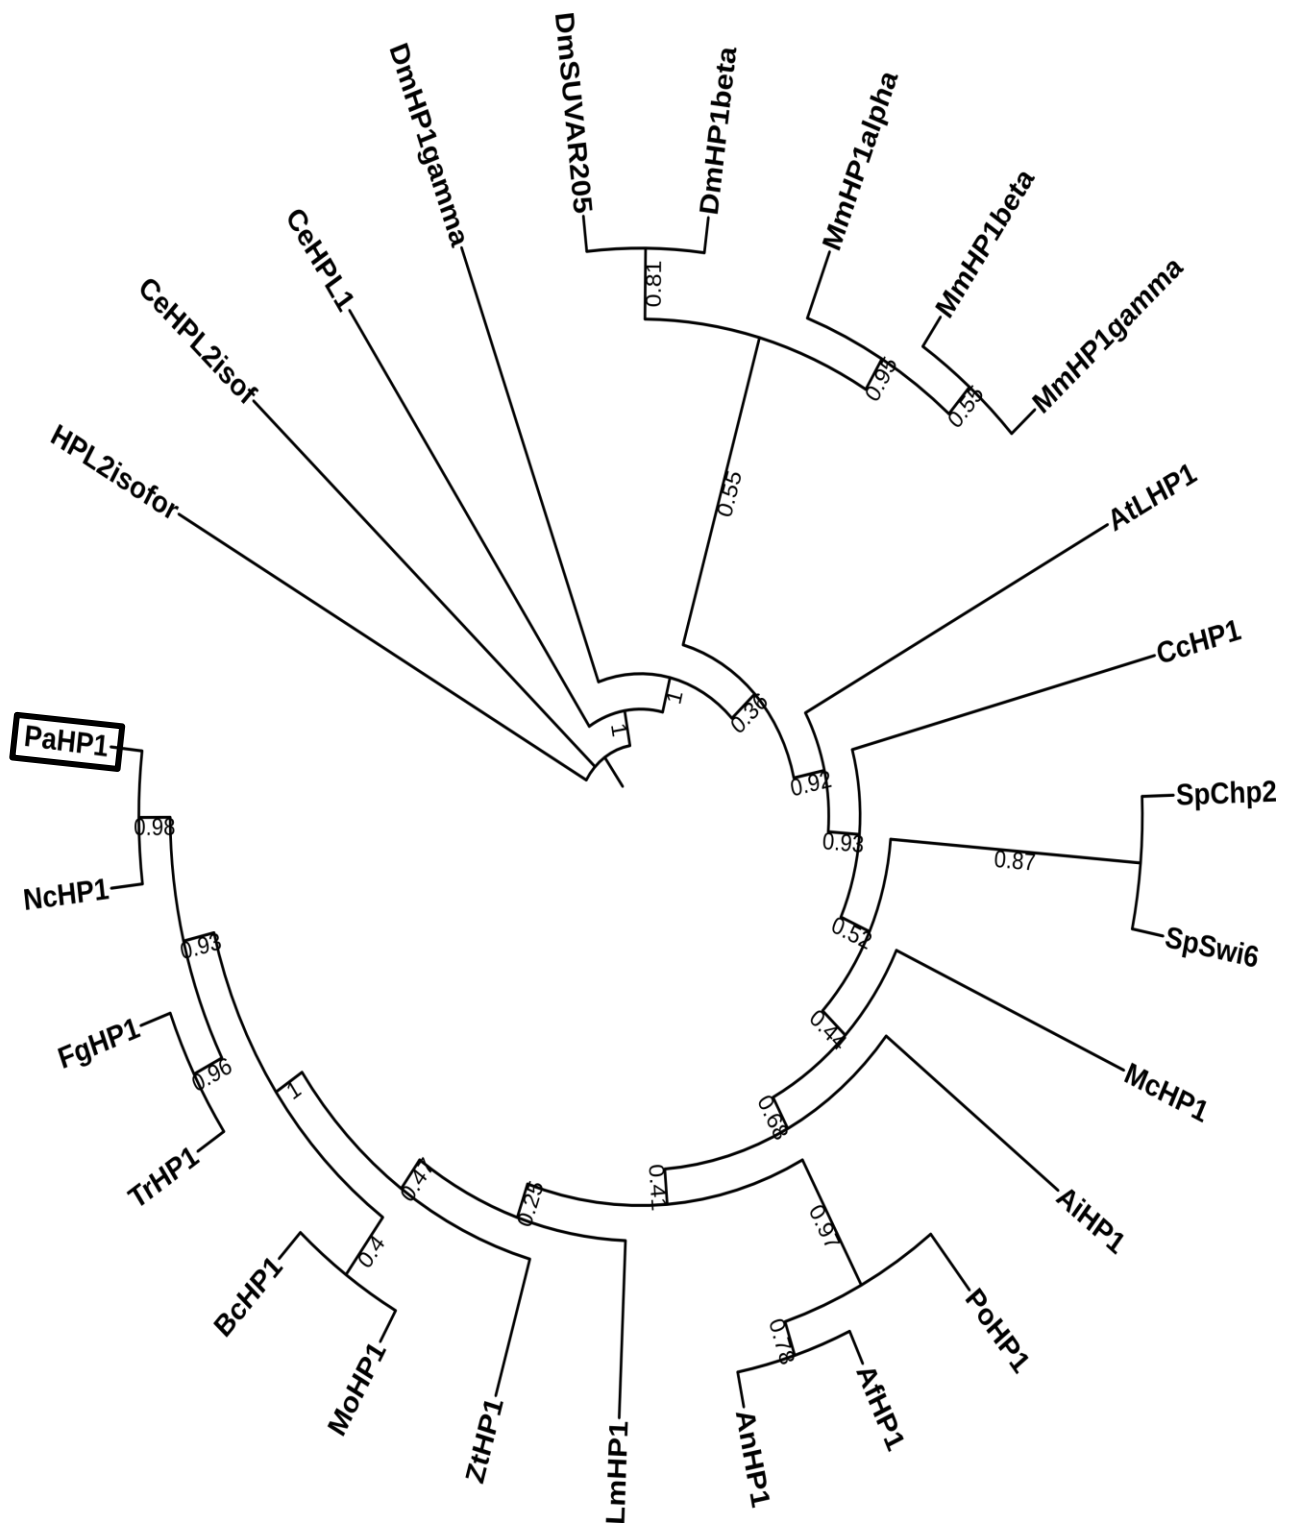 DmSUVAR205
DmHP1beta
DmHP1gamma
MmHP1alpha
MmHP1beta
MmHP1gamma
CeHPL1
CeHPL2isof
HPL2isofor
0.81
0.95
0.55
0.55
AtLHP1
CcHP1
1
1
0.36
0.92
PaHP1
SpChp2
0.98
0.93
0.87
NcHP1
0.52
SpSwi6
0.93
0.44
FgHP1
0.96
1
McHP1
0.68
TrHP1
0.47
0.25
0.41
0.97
AiHP1
0.4
BcHP1
MoHP1
0.78
PoHP1
ZtHP1
LmHP1
AnHP1
AfHP1